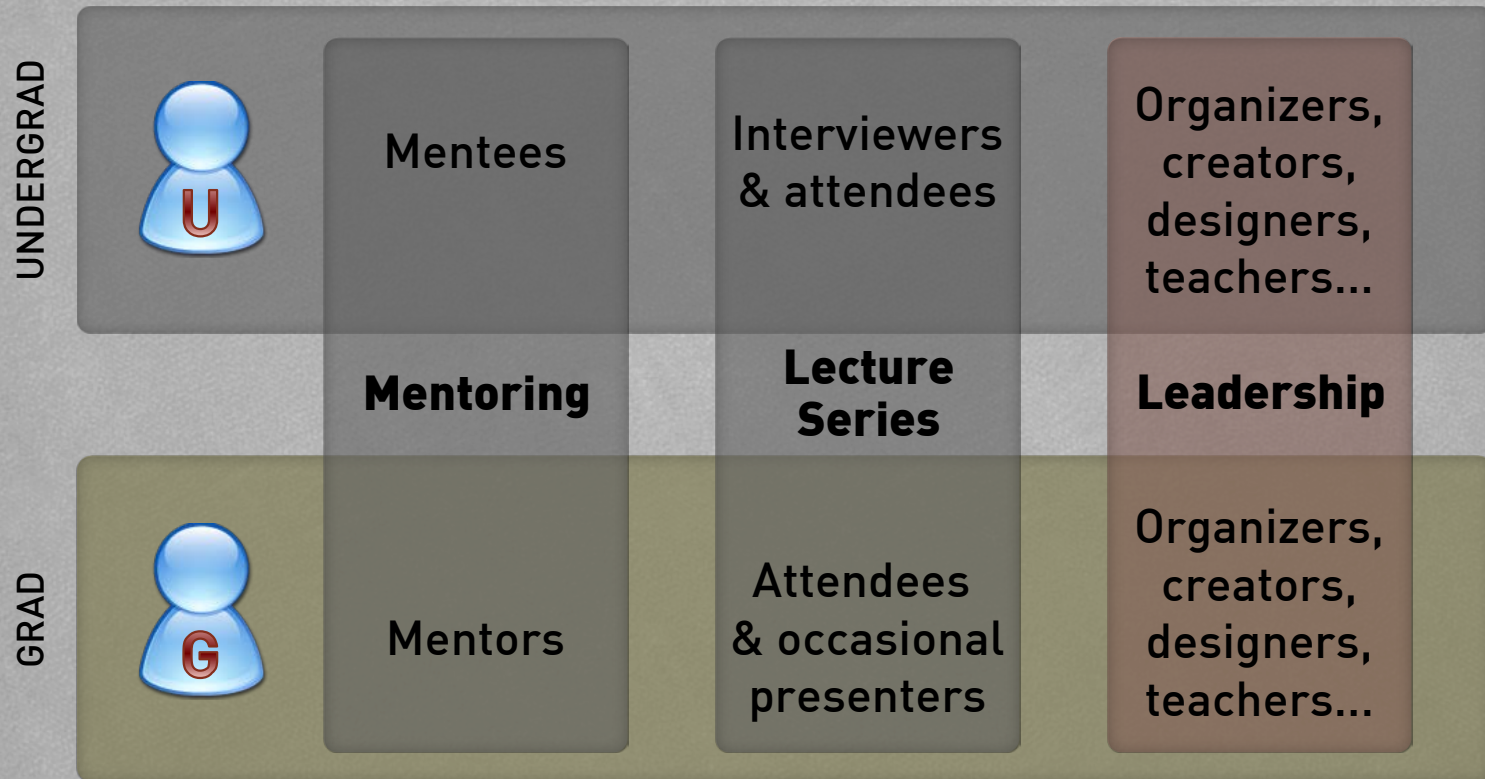 UNDERGRAD
U
Mentees
Interviewers
& attendees
Organizers,
creators,
designers,
teachers...
Mentoring
Lecture
Series
Leadership
GRAD
G
Mentors
Attendees
& occasional
presenters
Organizers,
creators,
designers,
teachers...